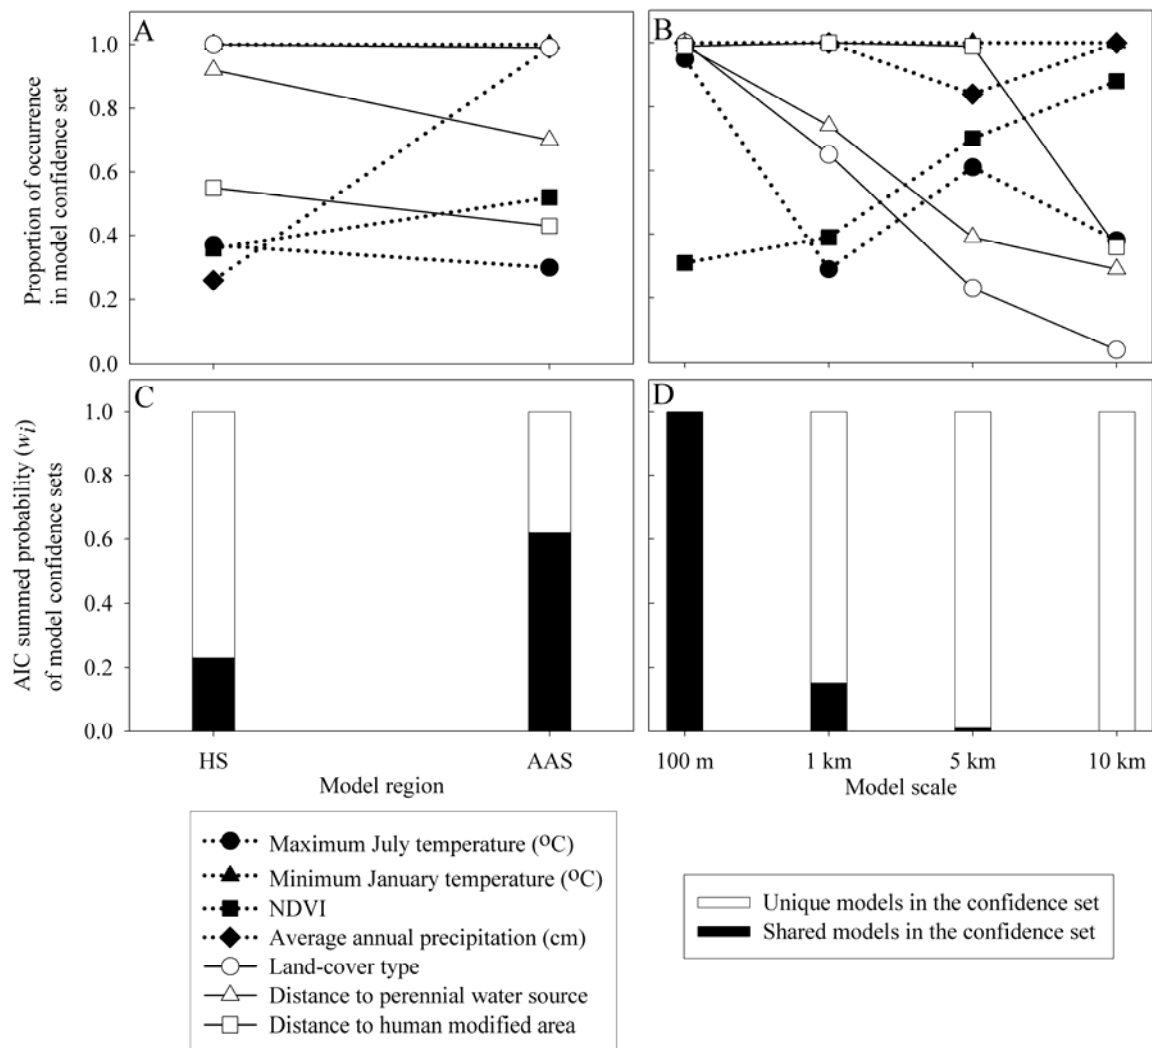 A
B
1.0
0.8
0.6
0.4
0.2
0.0
Proportion of occurrence
in model confidence set
C
D
1.0
0.8
0.6
0.4
0.2
0.0
AIC summed probability (wi)
of model confidence sets
HS
AAS
100 m
1 km
5 km
10 km
Model region
Model scale
Maximum July temperature (ºC)
Minimum January temperature (ºC)
NDVI
Average annual precipitation (cm)
Land-cover type
Distance to perennial water source
Distance to human modified area
Unique models in the confidence set
Shared models in the confidence set